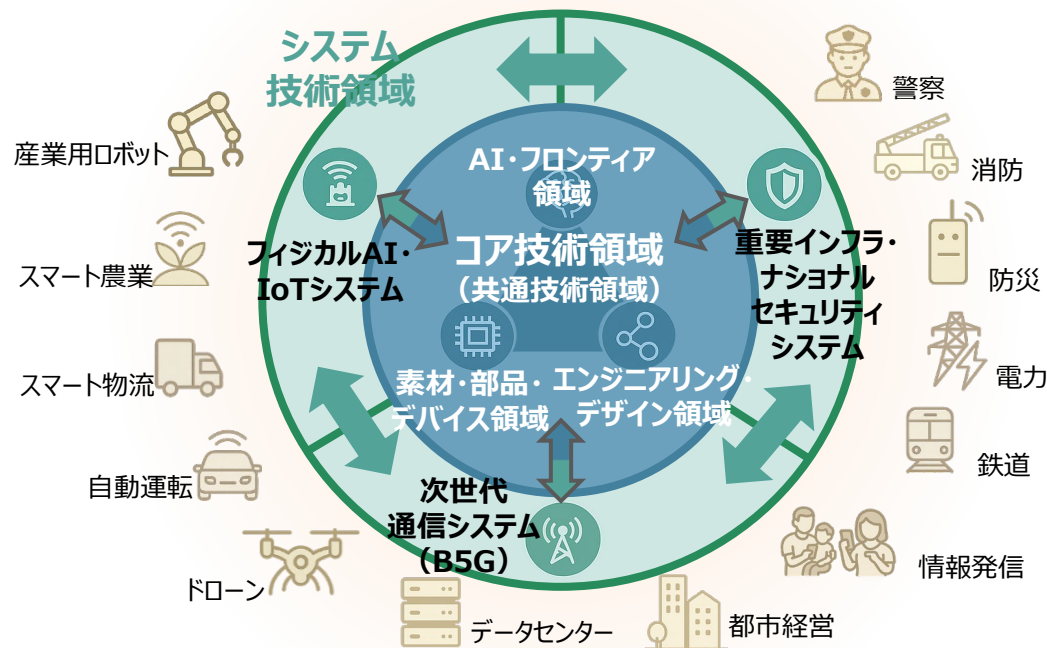 システム
技術領域
AI・フロンティア
領域
コア技術領域
（共通技術領域）
素材・部品・
デバイス領域
エンジニアリング・
デザイン領域
フィジカルAI・
IoTシステム
重要インフラ・
ナショナル
セキュリティ
システム
次世代
通信システム
（B5G）
産業用ロボット
スマート農業
スマート物流
自動運転
ドローン
データセンター
都市経営
情報発信
鉄道
電力
防災
消防
警察